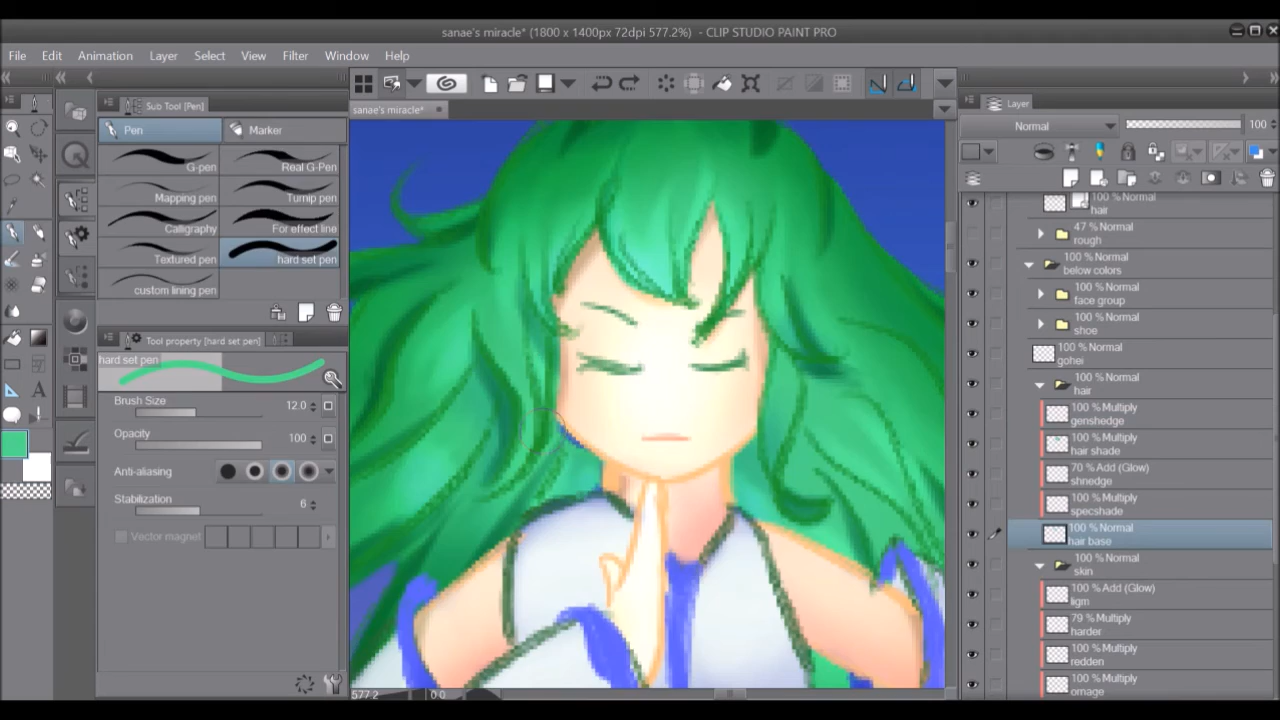 sanae's miracle* (1800 x 1400px 72dpi 577.2%) - CLIP STUDIO PAINT PRO
File Edit Animation Layer Select View Filter Window Help
Sub Tool [Pen]
Pen Marker
G-pen Real G-Pen
Mapping pen Turnip pen
Calligraphy For effect line
Textured pen hard set pen
custom lining pen
Tool property [hard set pen]
hard set pen
Brush Size 12.0
Opacity 100
Anti-aliasing
Stabilization 6
Vector magnet
A
sanae's miracle*
577.2 0.0
Layer
Normal 100
100 % Normal
hair
47 % Normal
rough
100 % Normal
below colors
100 % Normal
face group
100 % Normal
shoe
100 % Normal
gohei
100 % Normal
hair
100 % Multiply
genshedge
100 % Multiply
hair shade
70 % Add (Glow)
shnedge
100 % Multiply
specshade
100 % Normal
hair base
100 % Normal
skin
100 % Add (Glow)
ligm
79 % Multiply
harder
100 % Multiply
redden
100 % Multiply
ornage